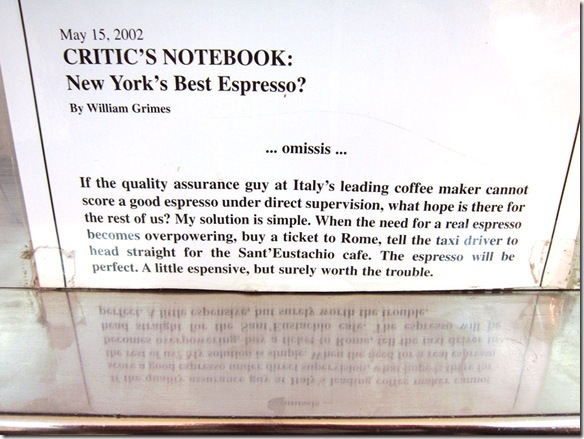 May 15, 2002
CRITIC'S NOTEBOOK:
New York's Best Espresso?
By William Grimes
... omissis ...
If the quality assurance guy at Italy's leading coffee maker cannot
score a good espresso under direct supervision, what hope is there for
the rest of us? My solution is simple. When the need for a real espresso
becomes overpowering, buy a ticket to Rome, tell the taxi driver to
head straight for the Sant'Eustachio cafe. The espresso will be
perfect. A little espensive, but surely worth the trouble.